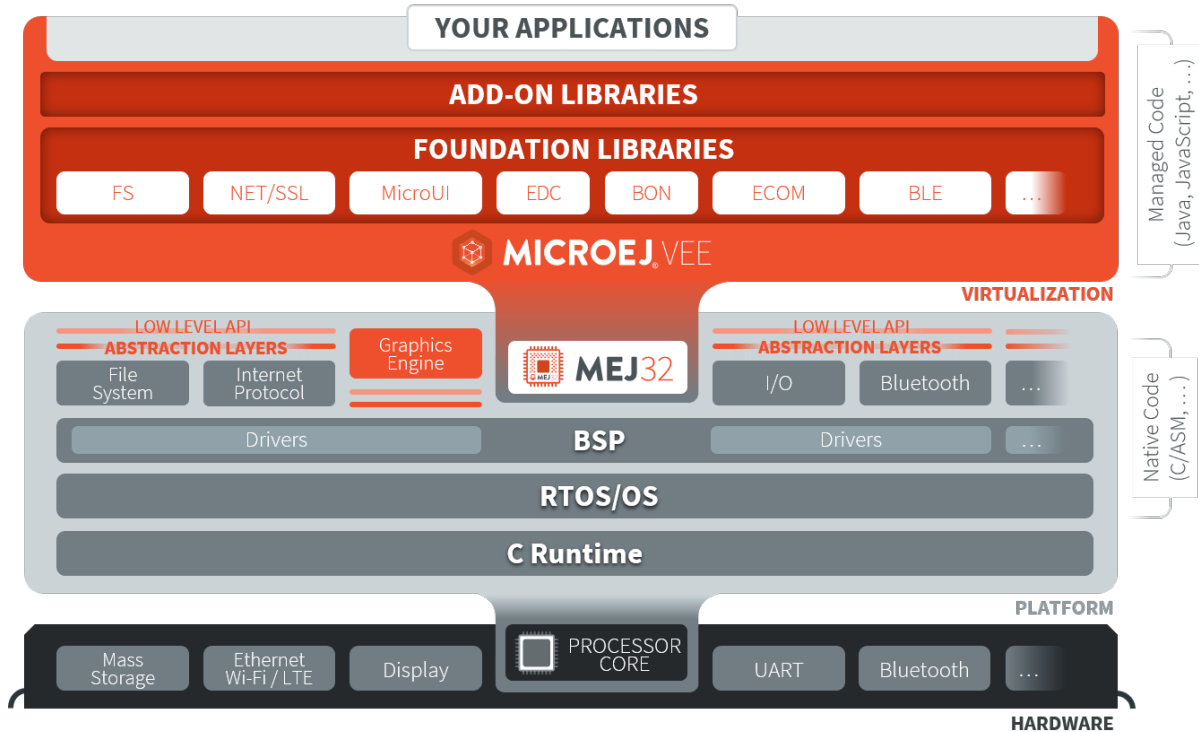 YOUR APPLICATIONS
ADD-ON LIBRARIES
FOUNDATION LIBRARIES
FS
NET/SSL
MicroUI
EDC
BON
ECOM
BLE
...
MICROEJ® VEE
Managed Code
(Java, JavaScript, ...)
VIRTUALIZATION
LOW LEVEL API
ABSTRACTION LAYERS
File
System
Internet
Protocol
Graphics
Engine
MEJ32
MEJ32
LOW LEVEL API
ABSTRACTION LAYERS
I/O
Bluetooth
...
Drivers
BSP
Drivers
...
RTOS/OS
C Runtime
Native Code
(C/ASM, ...)
PLATFORM
Mass
Storage
Ethernet
Wi-Fi / LTE
Display
PROCESSOR
CORE
UART
Bluetooth
...
HARDWARE